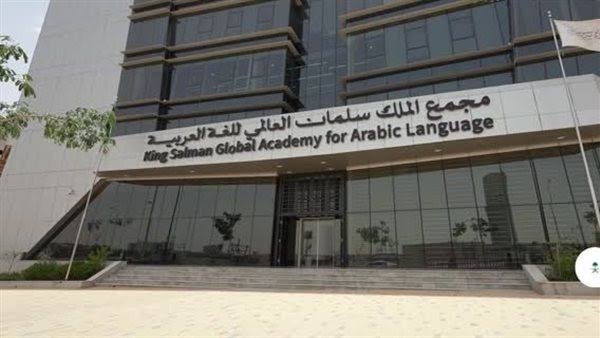 مجمع الملك سلمان العالمي للغة العربية
King Salman Global Academy for Arabic Language